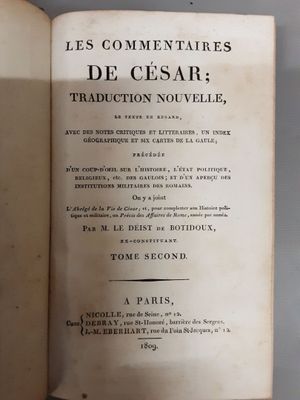 LES COMMENTAIRES
DE CÉSAR;
TRADUCTION NOUVELLE,
LE TEXTE EN REGARD,
AVEC DES NOTES CRITIQUES ET LITTÉRAIRES, UN INDEX
GÉOGRAPHIQUE ET SIX CARTES DE LA GAULE;
PRÉCÉDÉE
D'UN COUP-D'ŒIL SUR L'HISTOIRE, L'ÉTAT POLITIQUE,
RELIGIEUX, etc. DES GAULOIS; ET D'UN APERÇU DES
INSTITUTIONS MILITAIRES DES ROMAINS.
On y a joint
L'Abrégé de la Vie de César, et, pour completter son Histoire poli-
tique et militaire, un Précis des Affaires de Rome, année par année.
PAR M. LE DÉIST DE BOTIDOUX,
EX-CONSTITUANT.
TOME SECOND.
A PARIS,
Chez
NICOLLE, rue de Seine, n° 12.
DEBRAY, rue St-Honoré, barrière des Sergens.
J.-M. EBERHART, rue du Foin St-Jacques, n° 12.
1809.